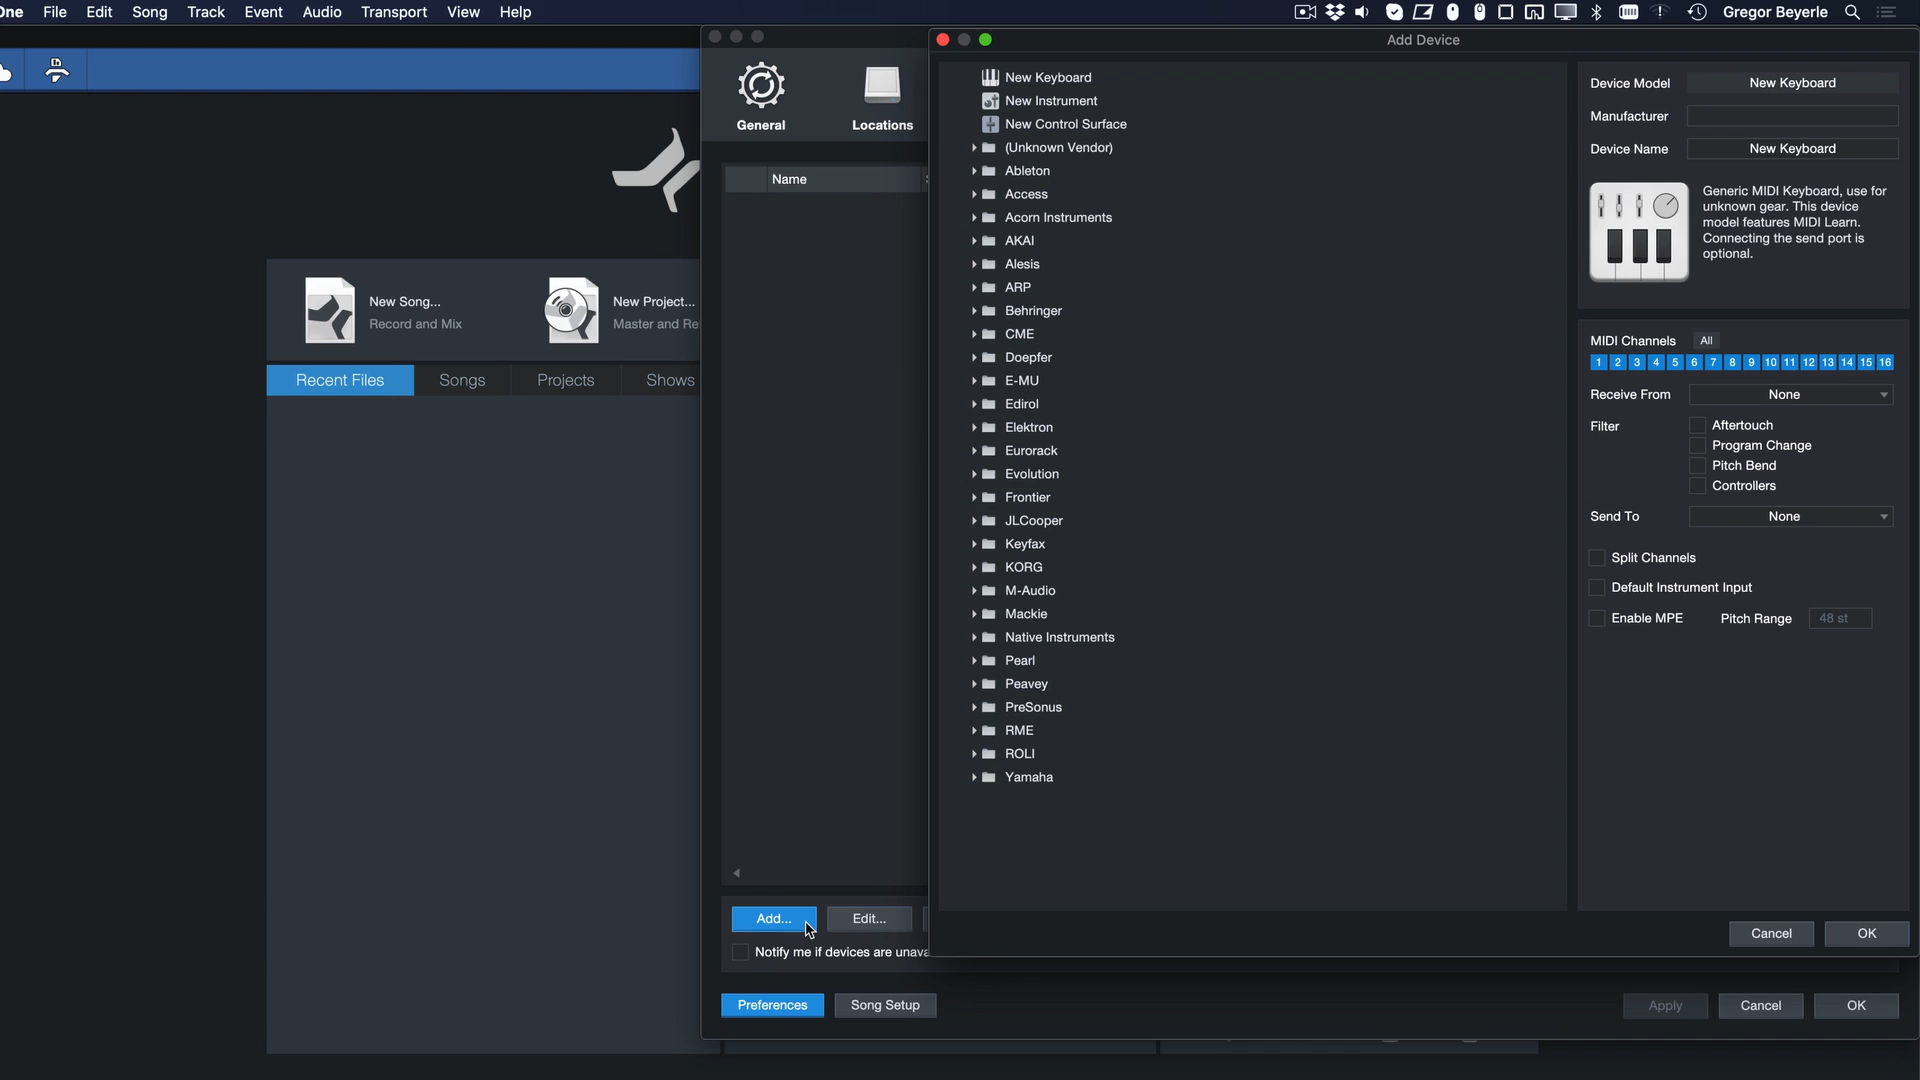 One File Edit Song Track Event Audio Transport View Help Gregor Beyerle
Add Device
General
Locations
Name
New Song...
Record and Mix
New Project...
Master and Re
Recent Files Songs Projects Shows
New Keyboard
New Instrument
New Control Surface
(Unknown Vendor)
Ableton
Access
Acorn Instruments
AKAI
Alesis
ARP
Behringer
CME
Doepfer
E-MU
Edirol
Elektron
Eurorack
Evolution
Frontier
JLCooper
Keyfax
KORG
M-Audio
Mackie
Native Instruments
Pearl
Peavey
PreSonus
RME
ROLI
Yamaha
Device Model New Keyboard
Manufacturer
Device Name New Keyboard
Generic MIDI Keyboard, use for
unknown gear. This device
model features MIDI Learn.
Connecting the send port is
optional.
MIDI Channels All
1 2 3 4 5 6 7 8 9 10 11 12 13 14 15 16
Receive From None
Filter Aftertouch
Program Change
Pitch Bend
Controllers
Send To None
Split Channels
Default Instrument Input
Enable MPE Pitch Range 48 st
Cancel OK
Add... Edit...
Notify me if devices are unava
Preferences Song Setup
Apply Cancel OK